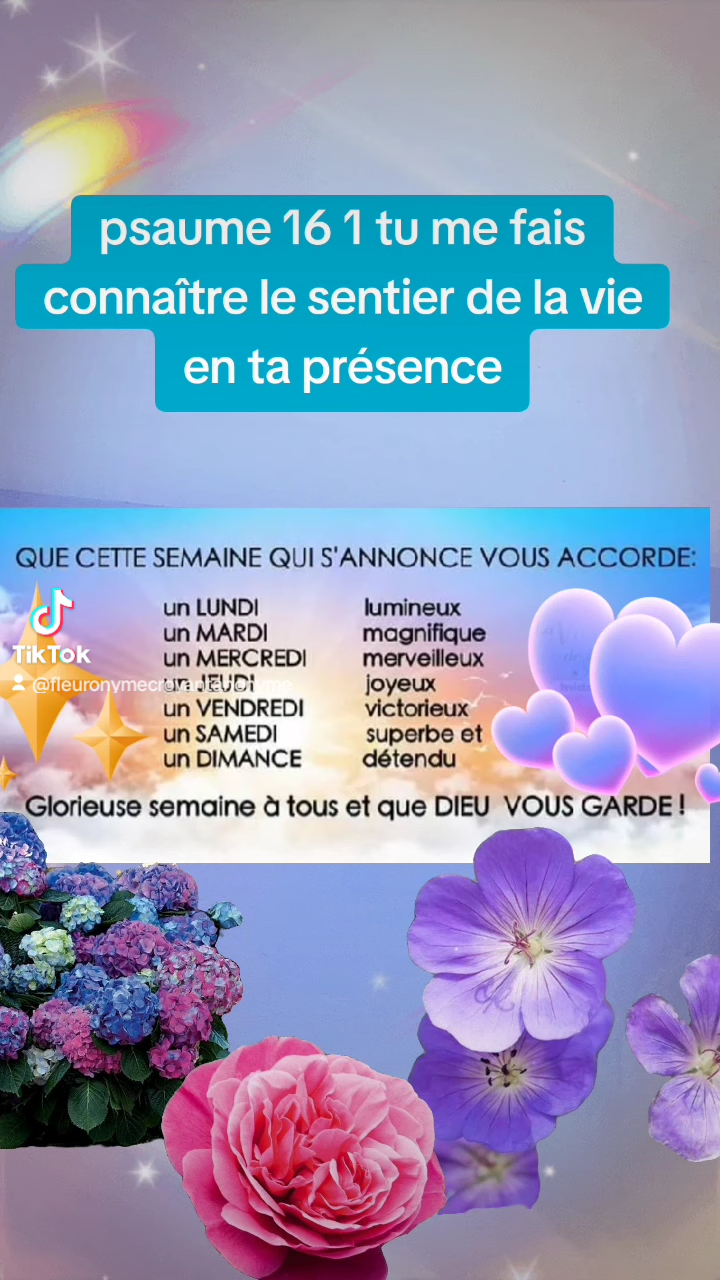 psaume 16 1 tu me fais
connaître le sentier de la vie
en ta présence
QUE CETTE SEMAINE QUI S'ANNONCE VOUS ACCORDE:
un LUNDI lumineux
un MARDI magnifique
un MERCREDI merveilleux
un JEUDI joyeux
un VENDREDI victorieux
un SAMEDI superbe et
un DIMANCE détendu
Glorieuse semaine à tous et que DIEU VOUS GARDE !
TikTok